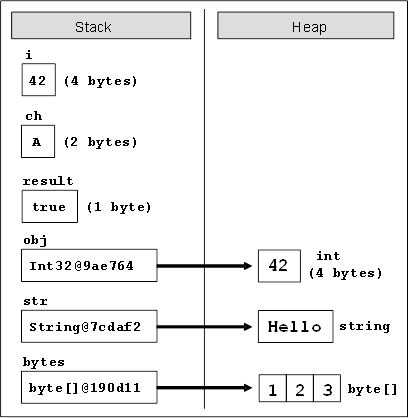 Stack Heap
i
42 (4 bytes)
ch
A (2 bytes)
result
true (1 byte)
obj
Int32@9ae764 42 int
(4 bytes)
str
String@7cdaf2 Hello string
bytes
byte[]@190d11 1 2 3 byte[]